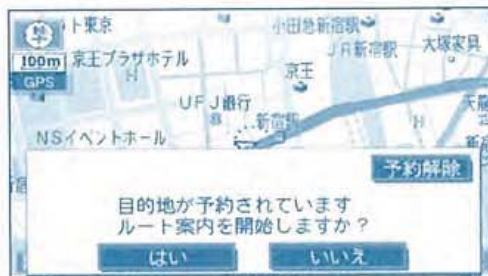 ト東京
小田急新宿駅
JR新宿駅
大塚家具
100m
京王プラザホテル
京王
GPS
UFJ銀行
新宿駅
天龍
NSイベントホール
予約解除
目的地が予約されています
ルート案内を開始しますか？
はい
いいえ